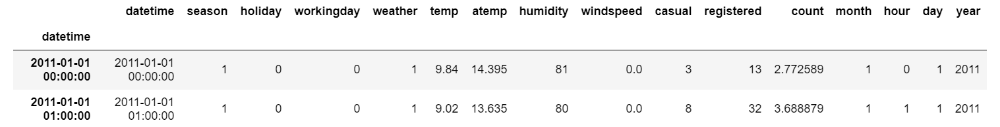 datetime season holiday workingday weather temp atemp humidity windspeed casual registered count month hour day year
datetime
2011-01-01 2011-01-01
00:00:00 00:00:00 1 0 0 1 9.84 14.395 81 0.0 3 13 2.772589 1 0 1 2011
2011-01-01 2011-01-01
01:00:00 01:00:00 1 0 0 1 9.02 13.635 80 0.0 8 32 3.688879 1 1 1 2011